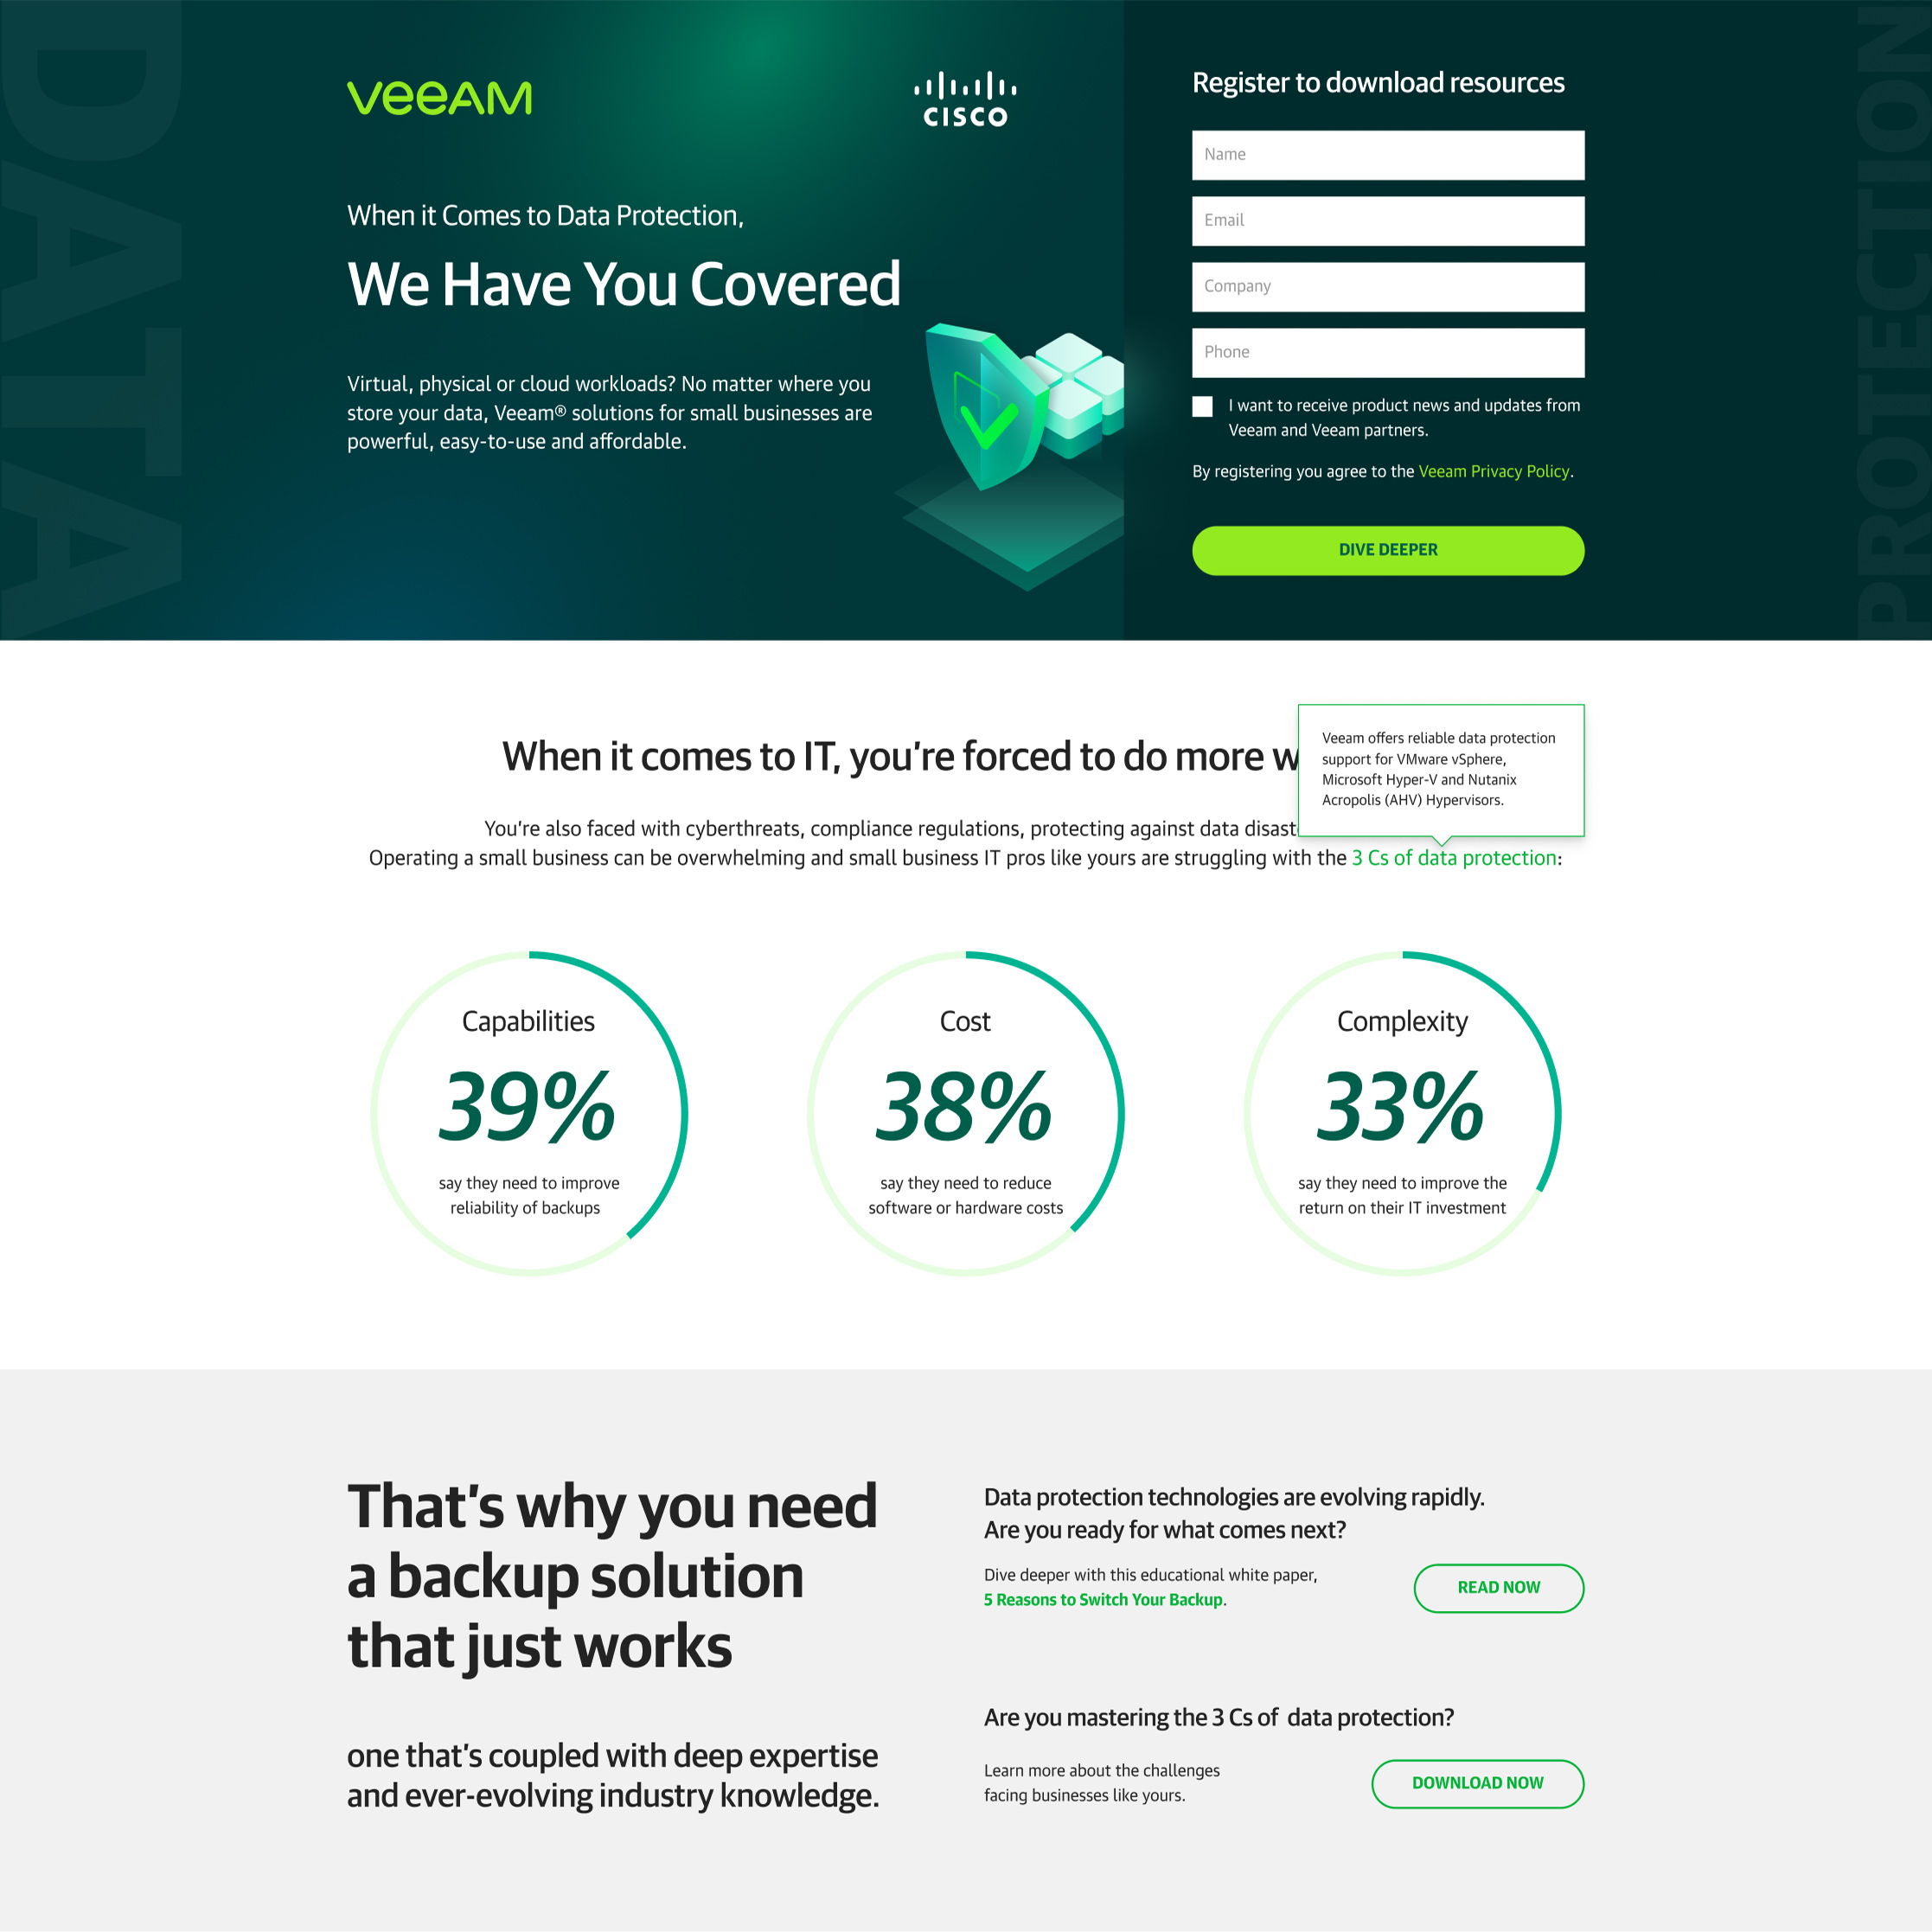 DATA
veeAM
CISCO
When it Comes to Data Protection,
We Have You Covered
Virtual, physical or cloud workloads? No matter where you
store your data, Veeam® solutions for small businesses are
powerful, easy-to-use and affordable.
Register to download resources
Name
Email
Company
Phone
I want to receive product news and updates from
Veeam and Veeam partners.
By registering you agree to the Veeam Privacy Policy.
DIVE DEEPER
PROTECTION
When it comes to IT, you’re forced to do more
Veeam offers reliable data protection
support for VMware vSphere,
Microsoft Hyper-V and Nutanix
Acropolis (AHV) Hypervisors.
You’re also faced with cyberthreats, compliance regulations, protecting against data
Operating a small business can be overwhelming and small business IT pros like yours are struggling with the 3 Cs of data protection:
Capabilities
39%
say they need to improve
reliability of backups
Cost
38%
say they need to reduce
software or hardware costs
Complexity
33%
say they need to improve the
return on their IT investment
That’s why you need
a backup solution
that just works
one that’s coupled with deep expertise
and ever-evolving industry knowledge.
Data protection technologies are evolving rapidly.
Are you ready for what comes next?
Dive deeper with this educational white paper,
5 Reasons to Switch Your Backup.
READ NOW
Are you mastering the 3 Cs of data protection?
Learn more about the challenges
facing businesses like yours.
DOWNLOAD NOW